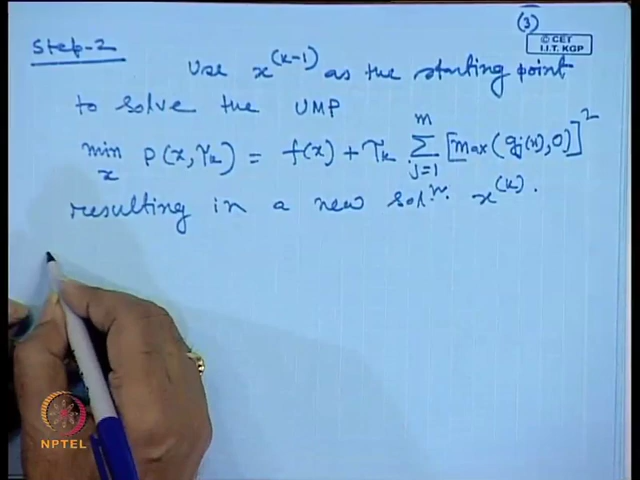 (3)
© CET
I.I.T. KGP
Step-2
Use x^(k-1) as the starting point
to solve the UMP
min P(x, r_k) = f(x) + r_k ∑_{j=1}^{m} [max(g_j(x), 0)]^2
x
resulting in a new solⁿ. x^(k).
NPTEL